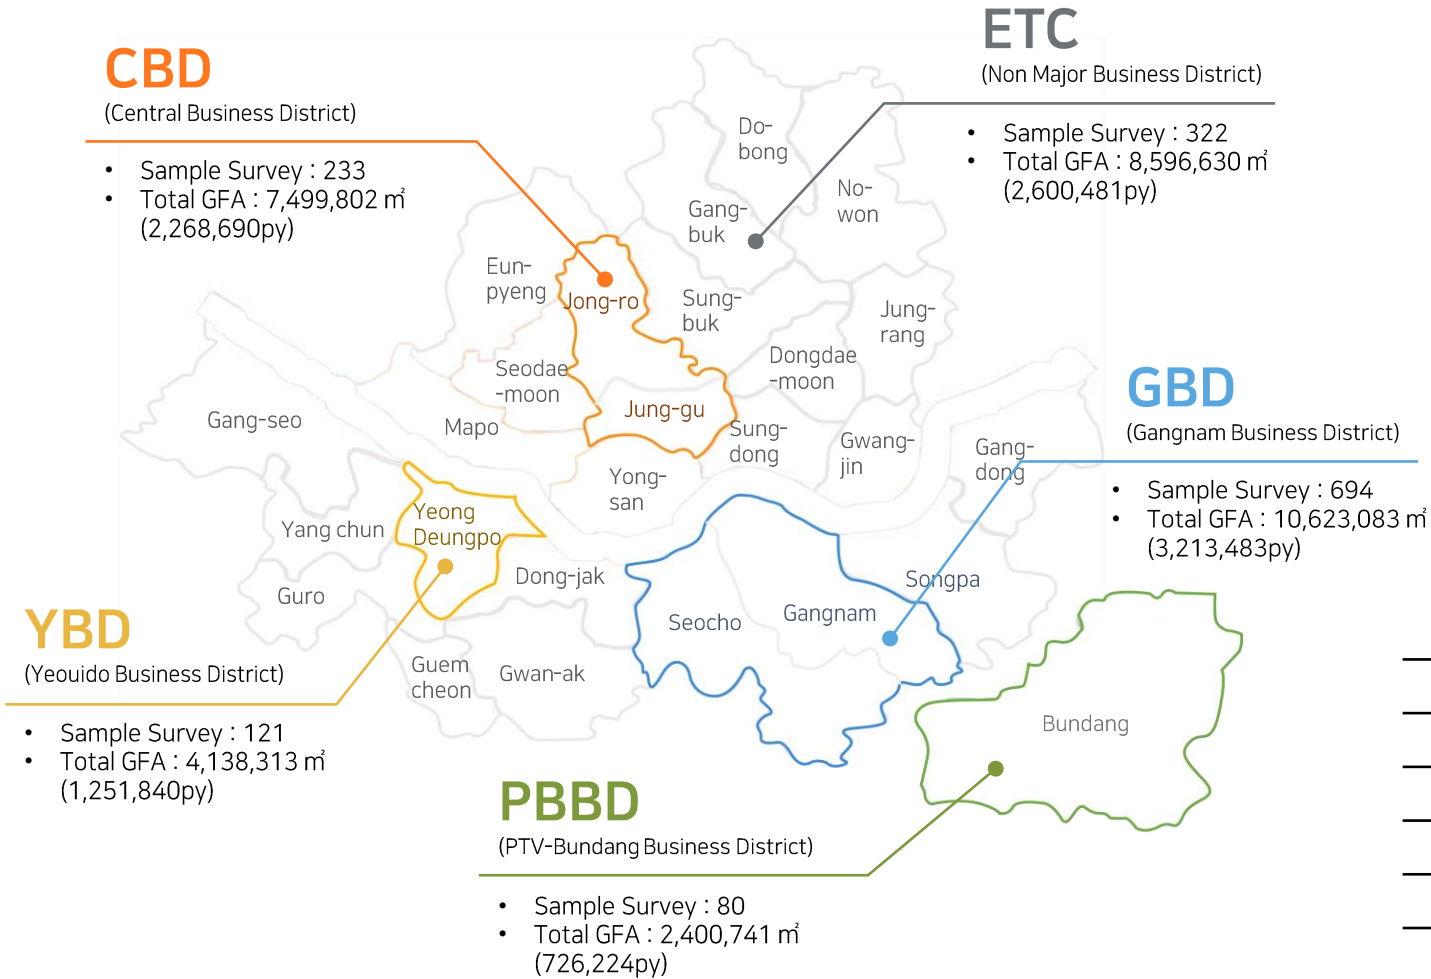 ETC
(Non Major Business District)
• Sample Survey : 322
• Total GFA : 8,596,630 ㎡
(2,600,481py)
CBD
(Central Business District)
• Sample Survey : 233
• Total GFA : 7,499,802 ㎡
(2,268,690py)
Do-
bong
No-
won
Gang-
buk
Eun-
pyeng
Jong-ro
Sung-
buk
Jung-
rang
Seodae
-moon
Dongdae
-moon
Gang-seo
Mapo
Jung-gu
Sung-
dong
Gwang-
jin
Gang-
dong
Yong-
san
Yang chun
Yeong
Deungpo
Guro
Dong-jak
Seocho
Gangnam
Songpa
Guem
cheon
Gwan-ak
Bundang
GBD
(Gangnam Business District)
• Sample Survey : 694
• Total GFA : 10,623,083 ㎡
(3,213,483py)
YBD
(Yeouido Business District)
• Sample Survey : 121
• Total GFA : 4,138,313 ㎡
(1,251,840py)
PBBD
(PTV-Bundang Business District)
• Sample Survey : 80
• Total GFA : 2,400,741 ㎡
(726,224py)